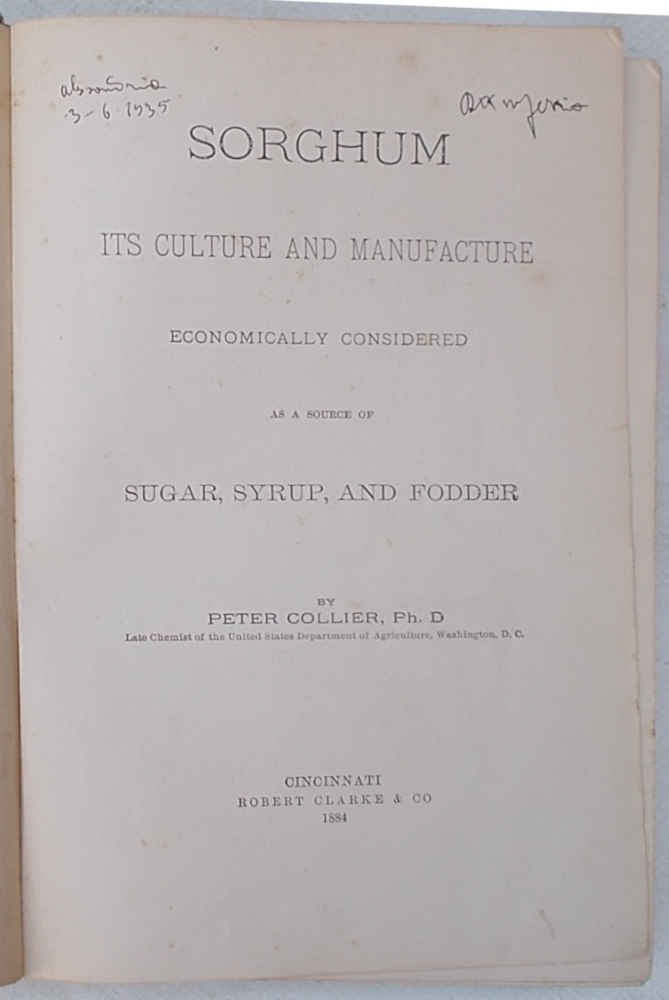 alessandria
3-6-1935
SORGHUM
ITS CULTURE AND MANUFACTURE
ECONOMICALLY CONSIDERED
AS A SOURCE OF
SUGAR, SYRUP, AND FODDER
BY
PETER COLLIER, Ph. D
Late Chemist of the United States Department of Agriculture, Washington, D. C.
CINCINNATI
ROBERT CLARKE & CO
1884